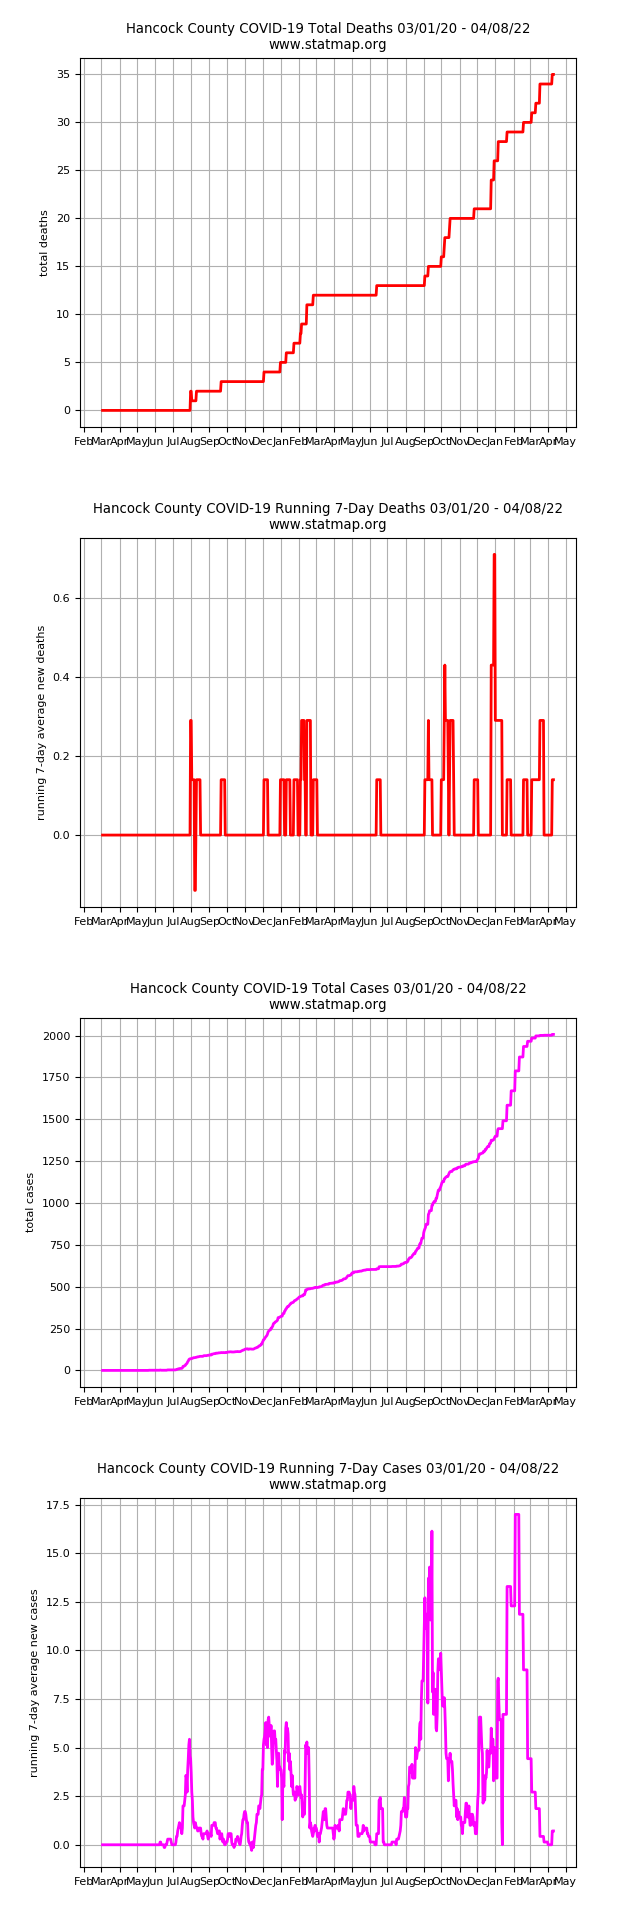 Hancock County COVID-19 Total Deaths 03/01/20 - 04/08/22
www.statmap.org
35
30
25
20
15
10
5
0
total deaths
Feb Mar Apr May Jun Jul Aug Sep Oct Nov Dec Jan Feb Mar Apr May Jun Jul Aug Sep Oct Nov Dec Jan Feb Mar Apr May
Hancock County COVID-19 Running 7-Day Deaths 03/01/20 - 04/08/22
www.statmap.org
0.6
0.4
0.2
0.0
running 7-day average new deaths
Feb Mar Apr May Jun Jul Aug Sep Oct Nov Dec Jan Feb Mar Apr May Jun Jul Aug Sep Oct Nov Dec Jan Feb Mar Apr May
Hancock County COVID-19 Total Cases 03/01/20 - 04/08/22
www.statmap.org
2000
1750
1500
1250
1000
750
500
250
0
total cases
Feb Mar Apr May Jun Jul Aug Sep Oct Nov Dec Jan Feb Mar Apr May Jun Jul Aug Sep Oct Nov Dec Jan Feb Mar Apr May
Hancock County COVID-19 Running 7-Day Cases 03/01/20 - 04/08/22
www.statmap.org
17.5
15.0
12.5
10.0
7.5
5.0
2.5
0.0
running 7-day average new cases
Feb Mar Apr May Jun Jul Aug Sep Oct Nov Dec Jan Feb Mar Apr May Jun Jul Aug Sep Oct Nov Dec Jan Feb Mar Apr May